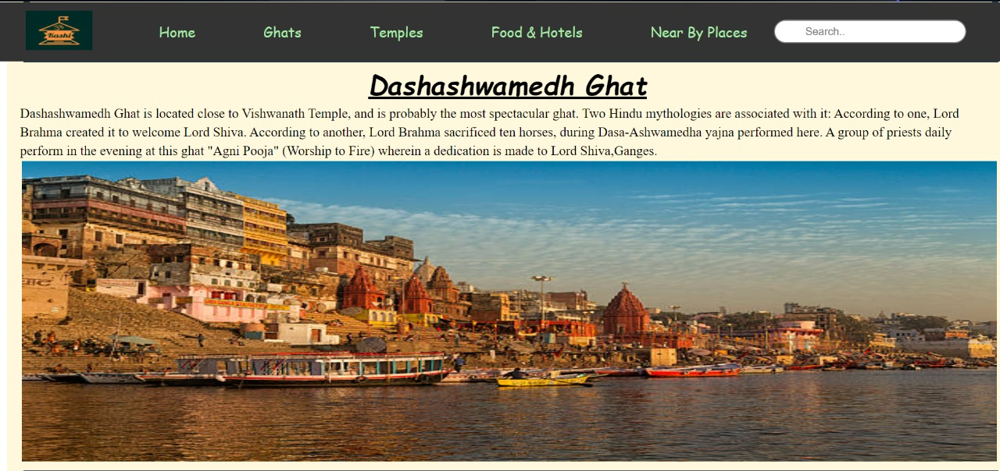 Kashi
Home Ghats Temples Food & Hotels Near By Places Search..
Dashashwamedh Ghat
Dashashwamedh Ghat is located close to Vishwanath Temple, and is probably the most spectacular ghat. Two Hindu mythologies are associated with it: According to one, Lord
Brahma created it to welcome Lord Shiva. According to another, Lord Brahma sacrificed ten horses, during Dasa-Ashwamedha yajna performed here. A group of priests daily
perform in the evening at this ghat "Agni Pooja" (Worship to Fire) wherein a dedication is made to Lord Shiva,Ganges.